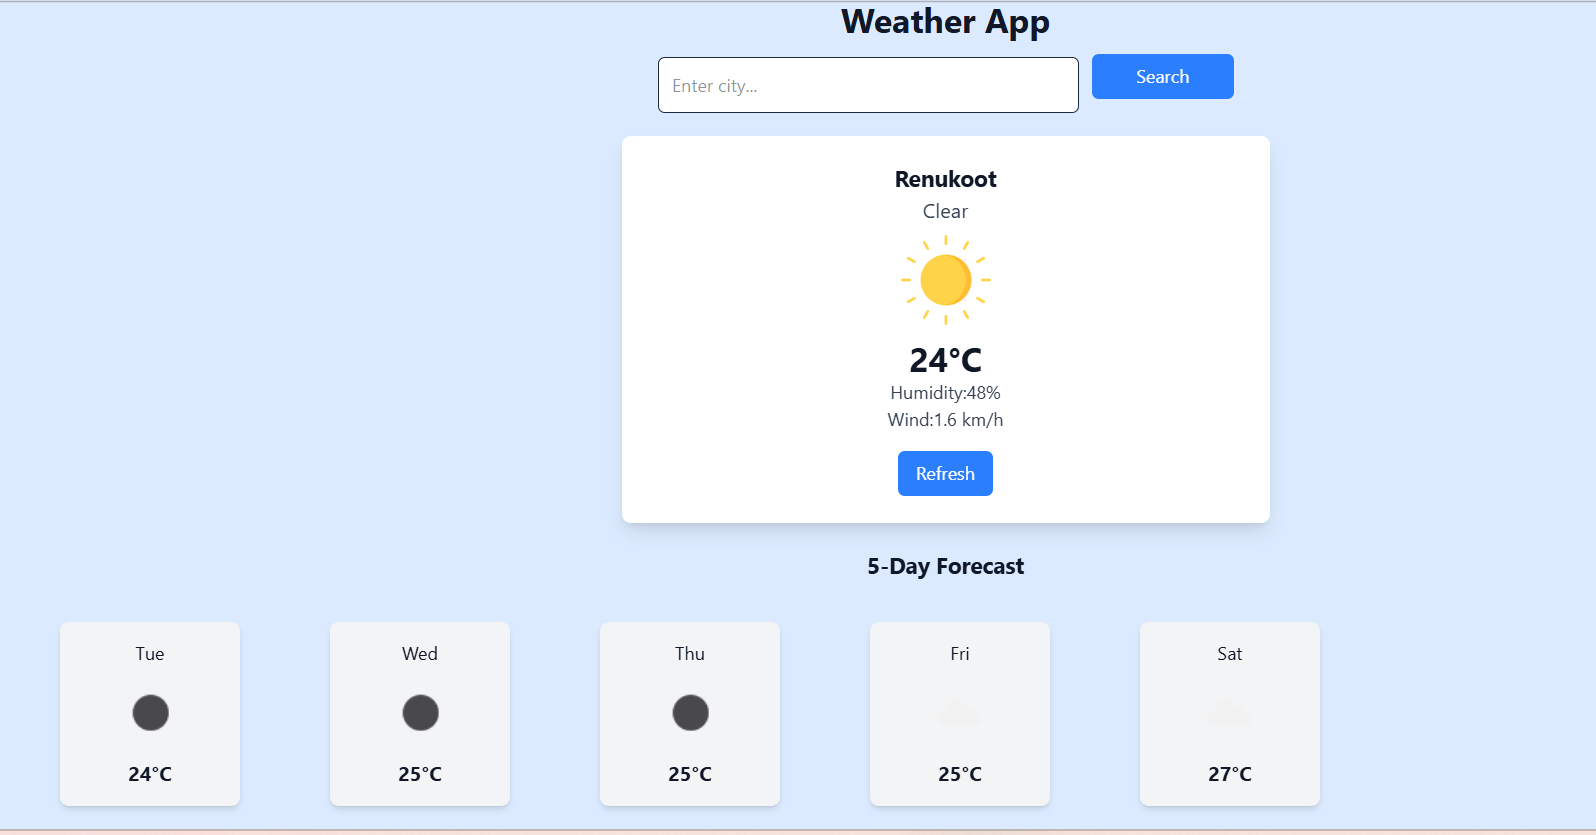 Weather App
Enter city...
Search
Renukoot
Clear
24°C
Humidity:48%
Wind:1.6 km/h
Refresh
5-Day Forecast
Tue
24°C
Wed
25°C
Thu
25°C
Fri
25°C
Sat
27°C